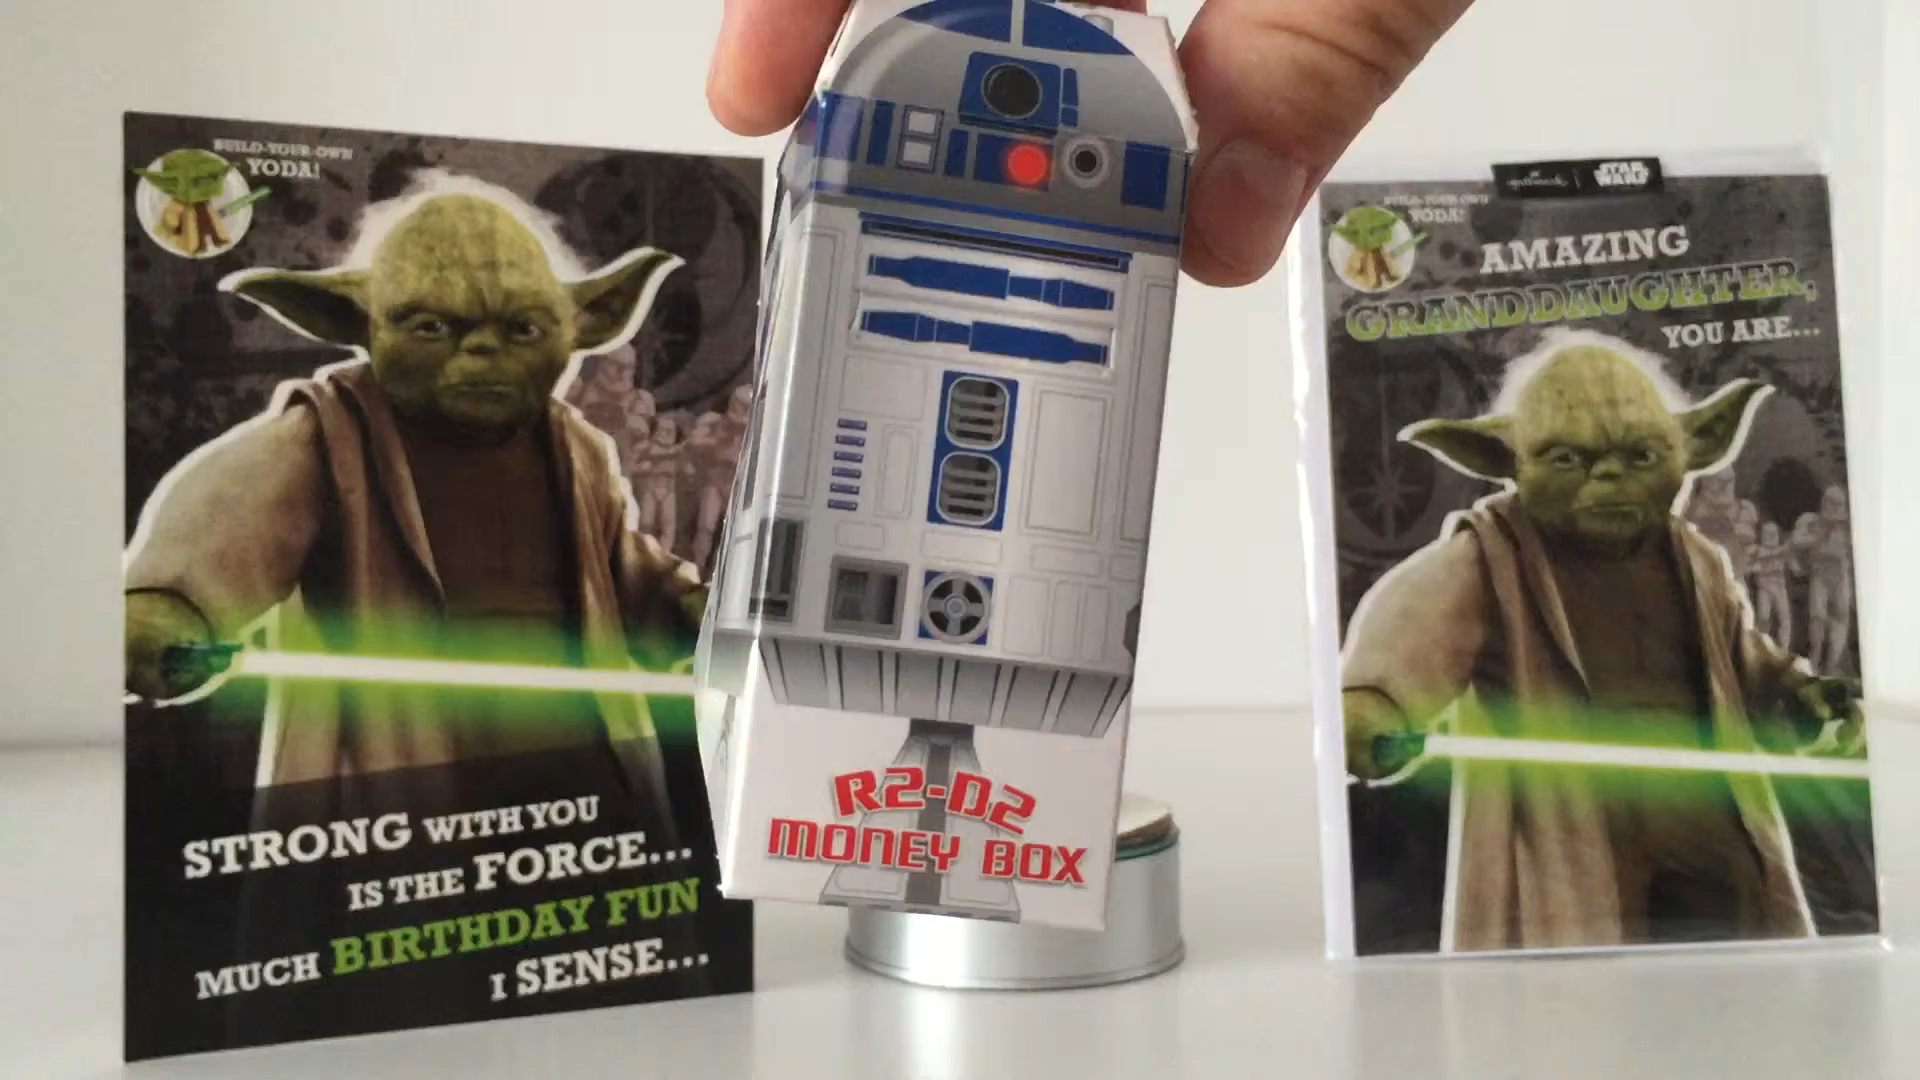 BUILD-YOUR-OWN
YODA!
STRONG WITH YOU
IS THE FORCE...
MUCH BIRTHDAY FUN
I SENSE...
R2-D2
MONEY BOX
STAR
WARS
BUILD-YOUR-OWN
YODA!
AMAZING
GRANDDAUGHTER,
YOU ARE...